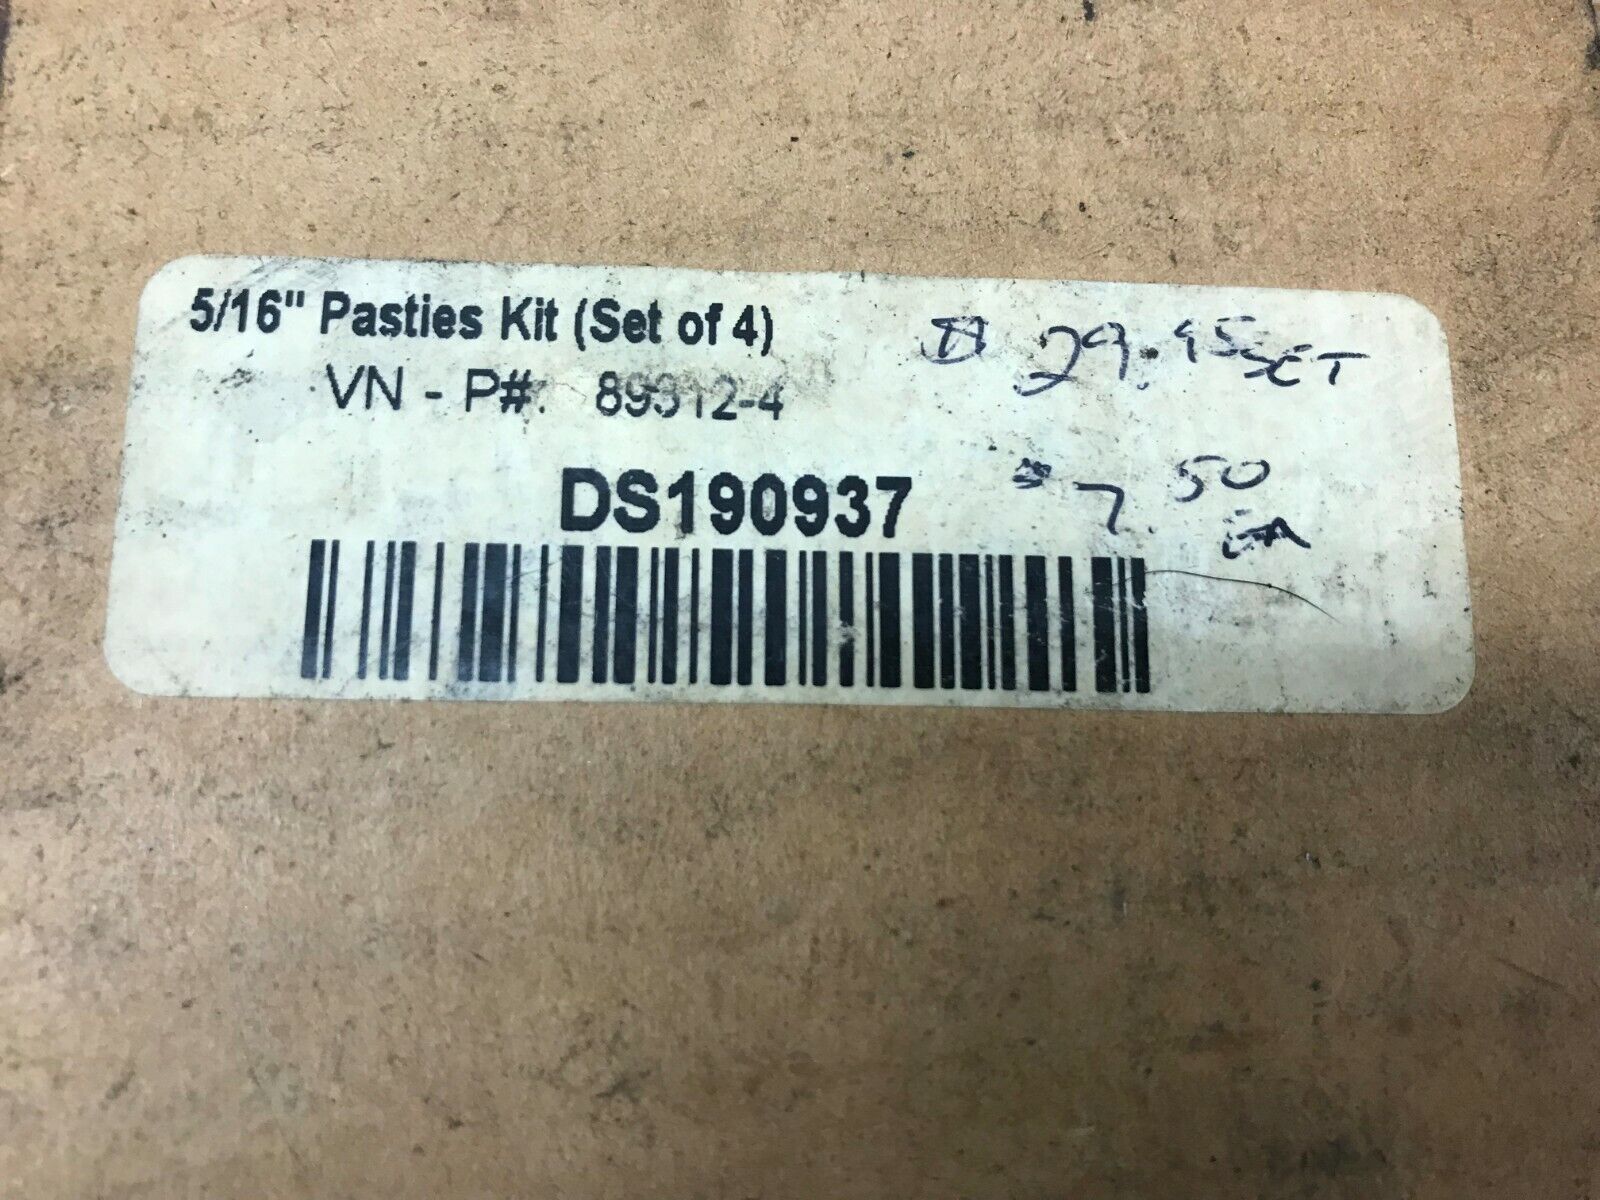 5/16" Pasties Kit (Set of 4)
VN - P#: 89312-4
DS190937
29.95 SET
$7.50 EA